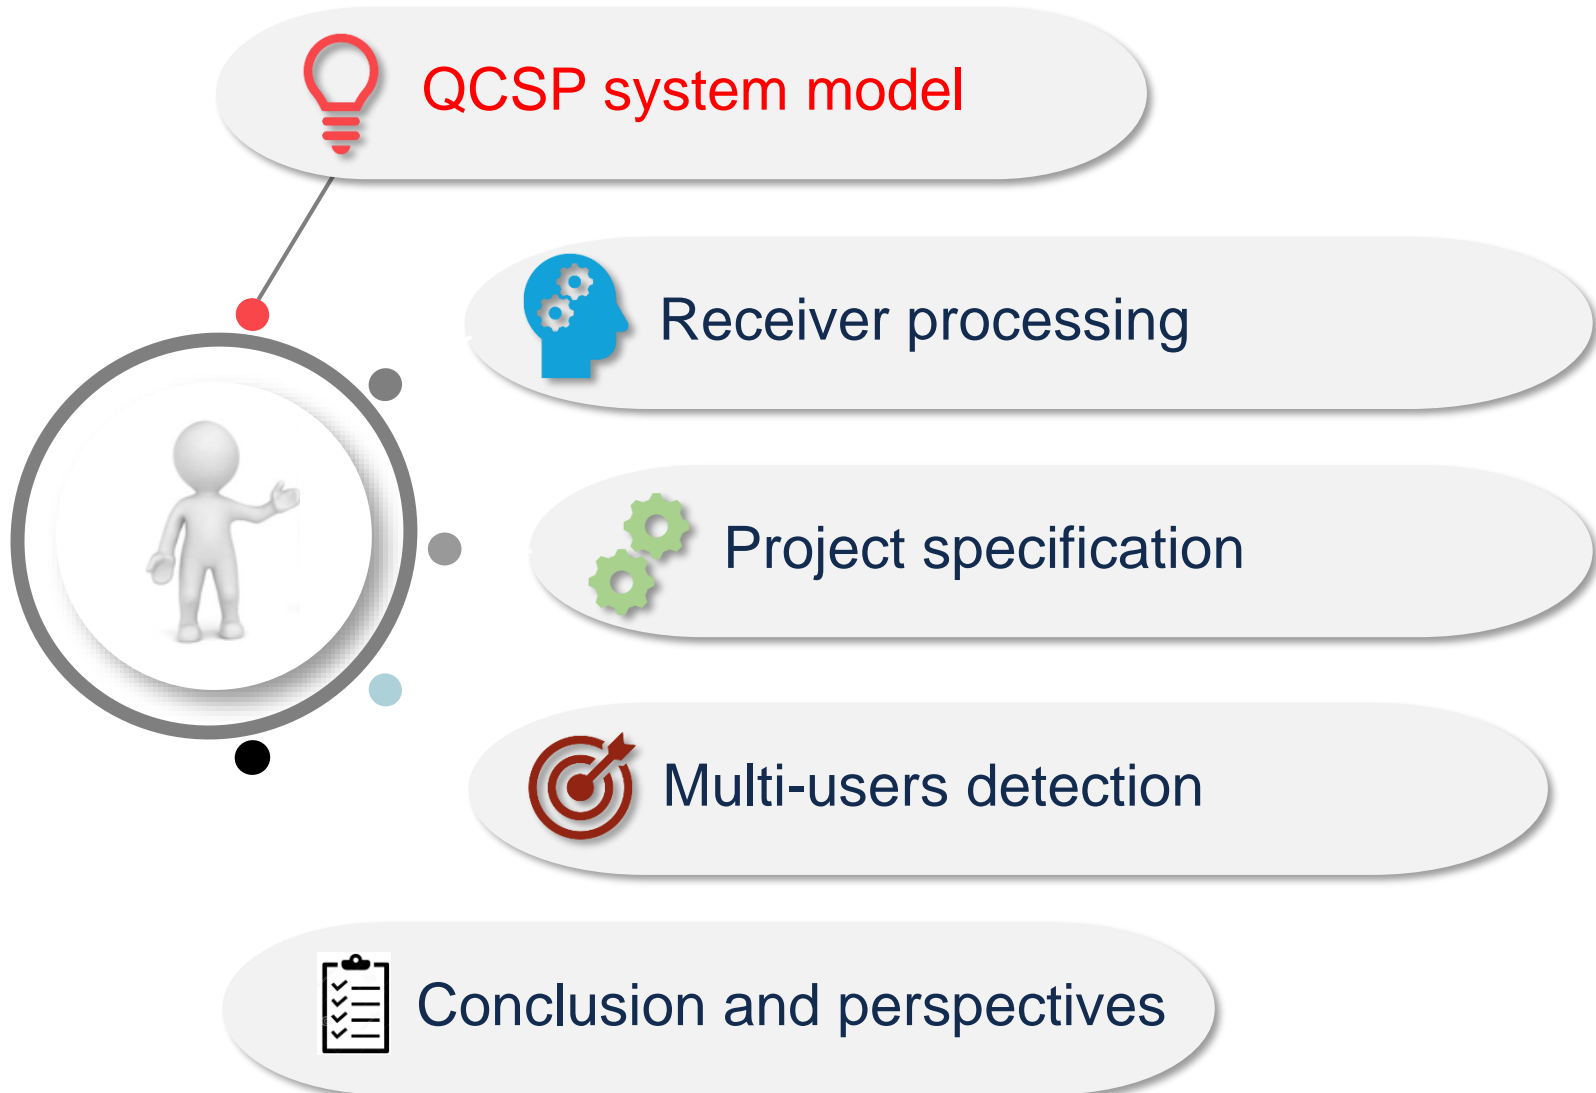 QCSP system model
Receiver processing
Project specification
Multi-users detection
Conclusion and perspectives